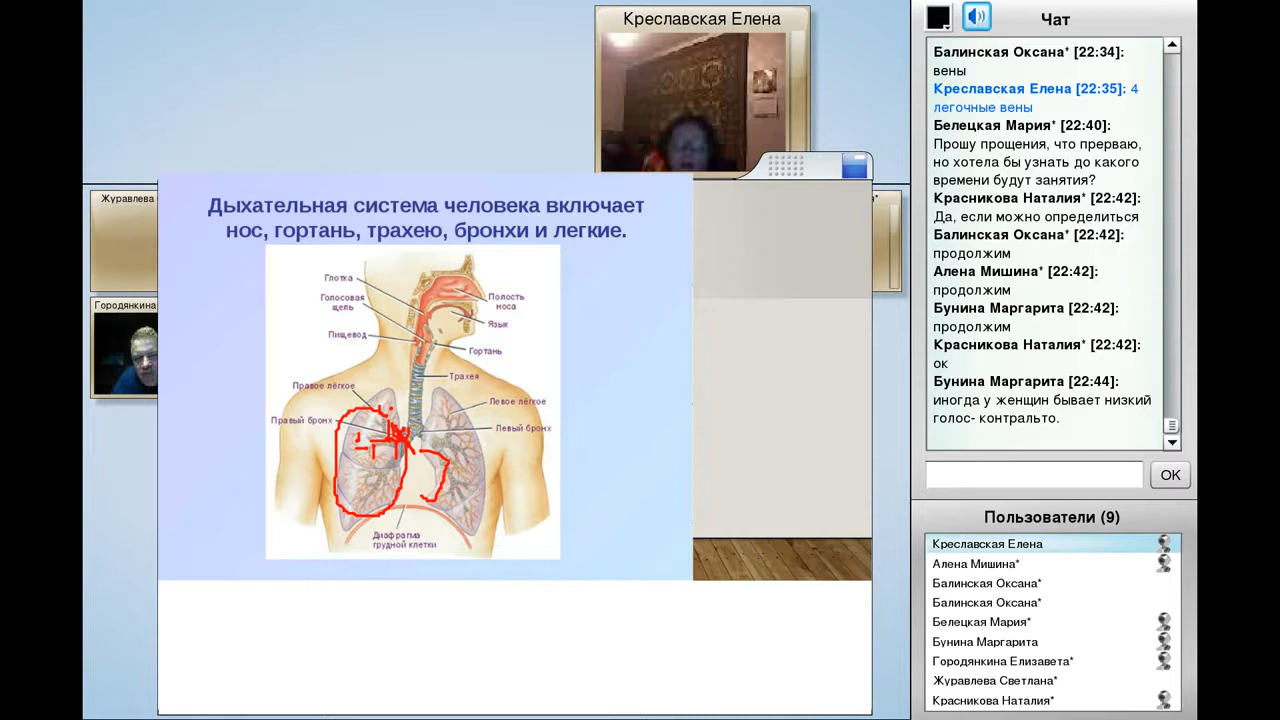 Креславская Елена
Журавлева
Городянкина
Дыхательная система человека включает
нос, гортань, трахею, бронхи и легкие.
Глотка
Голосовая
щель
Пищевод
Полость
носа
Язык
Гортань
Трахея
Правое лёгкое
Левое лёгкое
Правый бронх
Левый бронх
Диафрагма
грудной клетки
Чат
Балинская Оксана* [22:34]:
вены
Креславская Елена [22:35]: 4
легочные вены
Белецкая Мария* [22:40]:
Прошу прощения, что прерваю,
но хотела бы узнать до какого
времени будут занятия?
Красникова Наталия* [22:42]:
Да, если можно определиться
Балинская Оксана* [22:42]:
продолжим
Алена Мишина* [22:42]:
продолжим
Бунина Маргарита [22:42]:
продолжим
Красникова Наталия* [22:42]:
ок
Бунина Маргарита [22:44]:
иногда у женщин бывает низкий
голос- контральто.
OK
Пользователи (9)
Креславская Елена
Алена Мишина*
Балинская Оксана*
Балинская Оксана*
Белецкая Мария*
Бунина Маргарита
Городянкина Елизавета*
Журавлева Светлана*
Красникова Наталия*